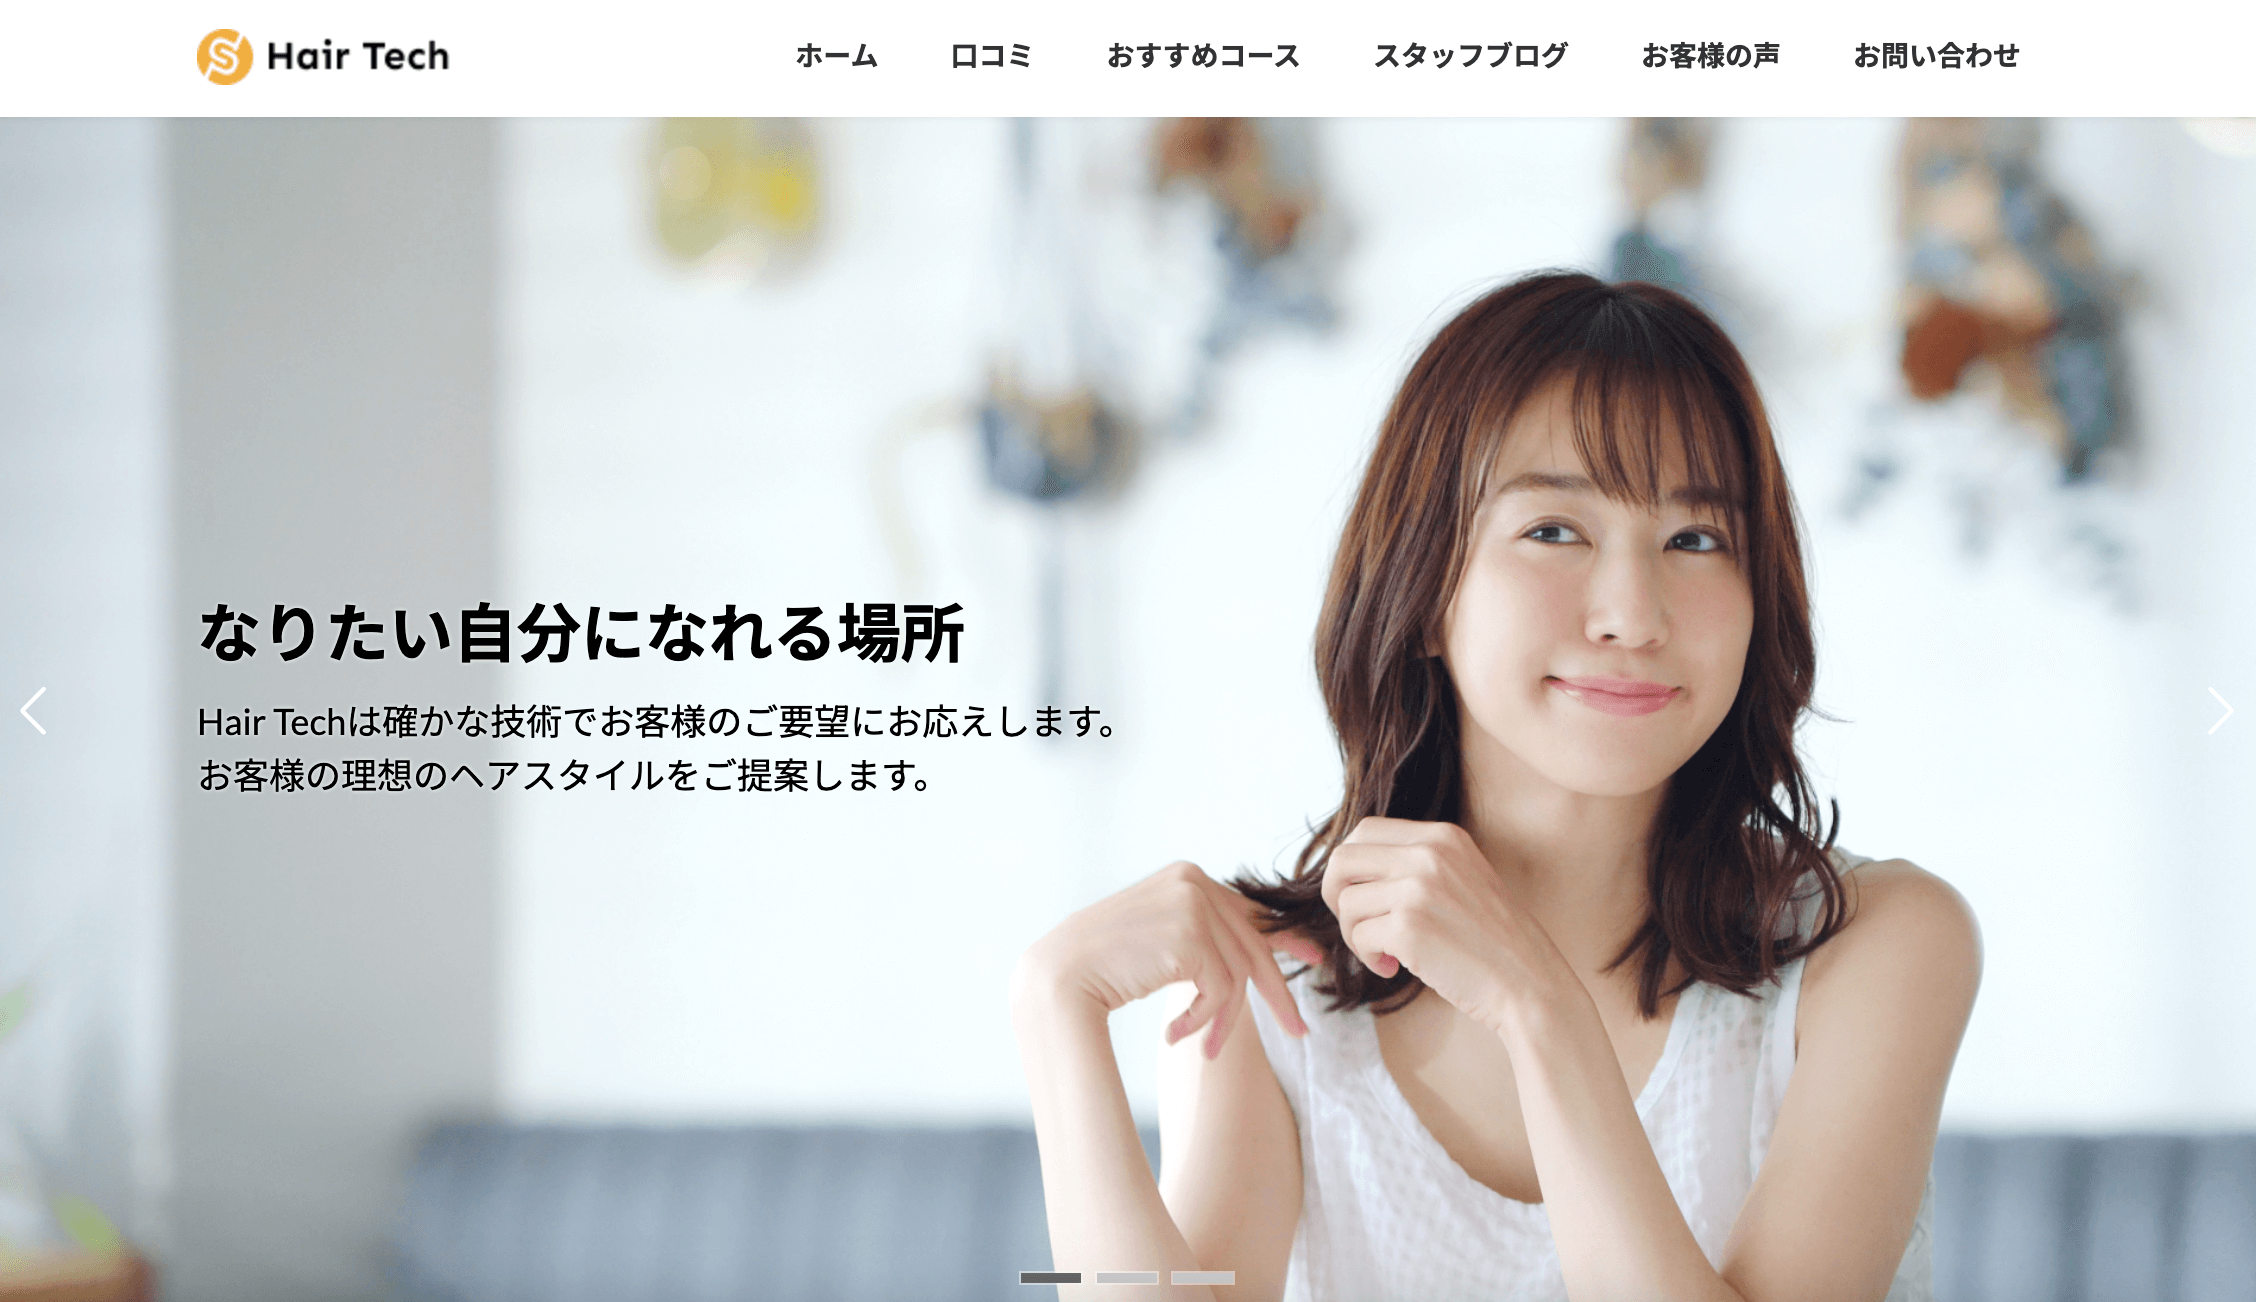 Hair Tech
ホーム 口コミ おすすめコース スタッフブログ お客様の声 お問い合わせ
なりたい自分になれる場所
Hair Techは確かな技術でお客様のご要望にお応えします。
お客様の理想のヘアスタイルをご提案します。